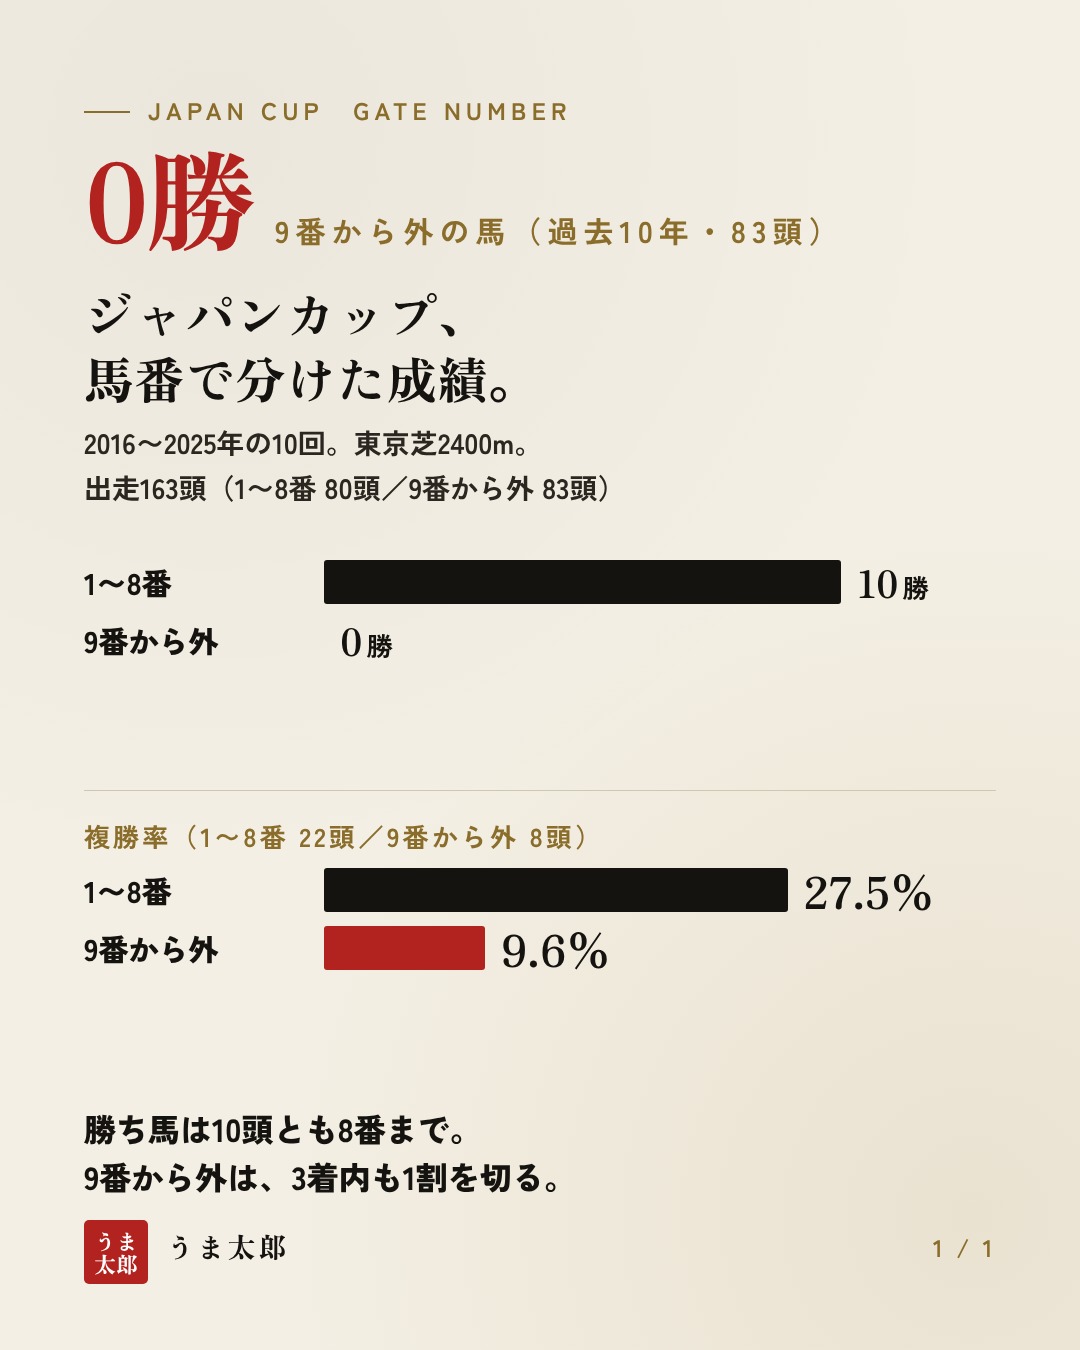 JAPAN CUP GATE NUMBER
0勝 9番から外の馬（過去10年・83頭）
ジャパンカップ、
馬番で分けた成績。
2016〜2025年の10回。東京芝2400m。
出走163頭（1〜8番 80頭／9番から外 83頭）
1〜8番 10勝
9番から外 0勝
複勝率（1〜8番 22頭／9番から外 8頭）
1〜8番 27.5%
9番から外 9.6%
勝ち馬は10頭とも8番まで。
9番から外は、3着内も1割を切る。
うま
太郎
うま太郎
1 / 1